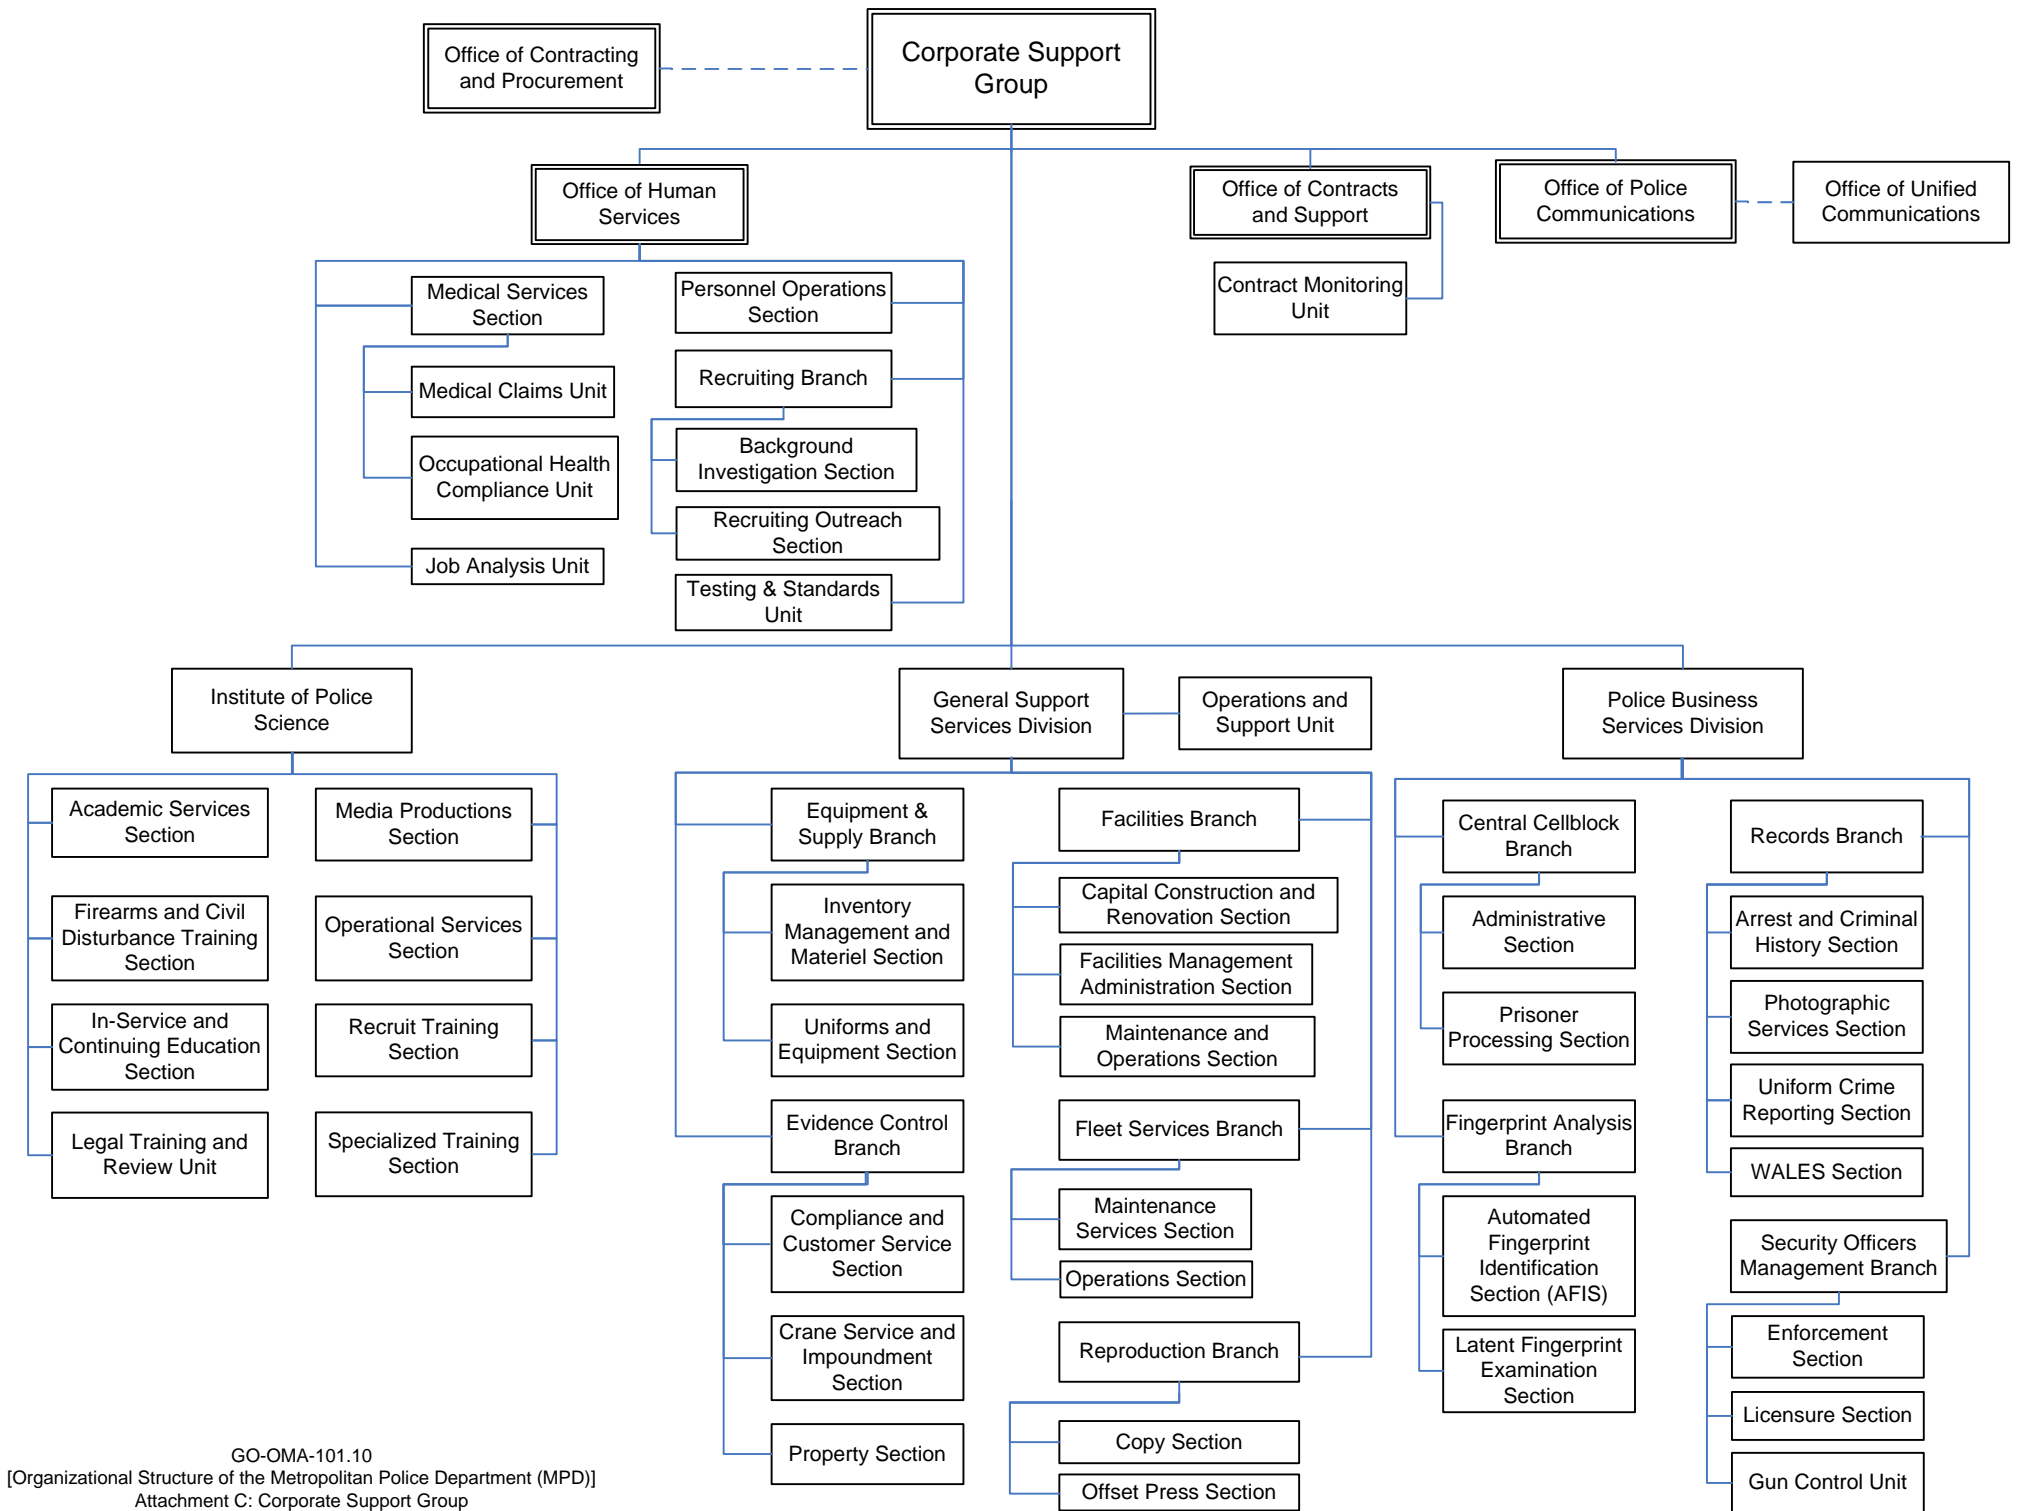 Office of Contracting
and Procurement
Corporate Support
Group
Office of Human
Services
Office of Contracts
and Support
Office of Police
Communications
Office of Unified
Communications
Contract Monitoring
Unit
Medical Services
Section
Medical Claims Unit
Occupational Health
Compliance Unit
Job Analysis Unit
Personnel Operations
Section
Recruiting Branch
Background
Investigation Section
Recruiting Outreach
Section
Testing & Standards
Unit
Institute of Police
Science
General Support
Services Division
Operations and
Support Unit
Police Business
Services Division
Academic Services
Section
Firearms and Civil
Disturbance Training
Section
In-Service and
Continuing Education
Section
Legal Training and
Review Unit
Media Productions
Section
Operational Services
Section
Recruit Training
Section
Specialized Training
Section
Equipment &
Supply Branch
Inventory
Management and
Materiel Section
Uniforms and
Equipment Section
Evidence Control
Branch
Compliance and
Customer Service
Section
Crane Service and
Impoundment
Section
Property Section
Facilities Branch
Capital Construction and
Renovation Section
Facilities Management
Administration Section
Maintenance and
Operations Section
Fleet Services Branch
Maintenance
Services Section
Operations Section
Reproduction Branch
Copy Section
Offset Press Section
Central Cellblock
Branch
Administrative
Section
Prisoner
Processing Section
Fingerprint Analysis
Branch
Automated
Fingerprint
Identification
Section (AFIS)
Latent Fingerprint
Examination
Section
Records Branch
Arrest and Criminal
History Section
Photographic
Services Section
Uniform Crime
Reporting Section
WALES Section
Security Officers
Management Branch
Enforcement
Section
Licensure Section
Gun Control Unit
GO-OMA-101.10
[Organizational Structure of the Metropolitan Police Department (MPD)]
Attachment C: Corporate Support Group